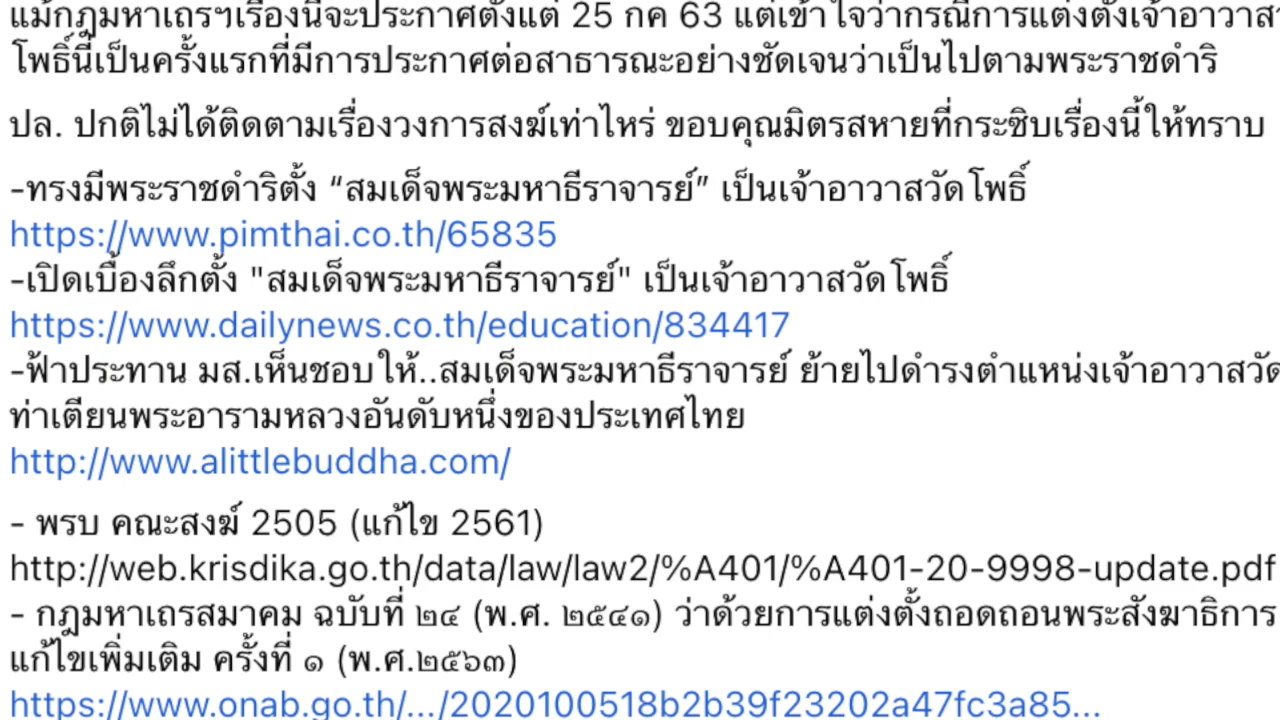 แม้กฎมหาเถรฯเรื่องนี้จะประกาศตั้งแต่ 25 กค 63 แต่เข้าใจว่ากรณีการแต่งตั้งเจ้าอาวาส
โพธิ์นี้เป็นครั้งแรกที่มีการประกาศต่อสาธารณะอย่างชัดเจนว่าเป็นไปตามพระราชดำริ
ปล. ปกติไม่ได้ติดตามเรื่องวงการสงฆ์เท่าไหร่ ขอบคุณมิตรสหายที่กระซิบเรื่องนี้ให้ทราบ
-ทรงมีพระราชดำริตั้ง “สมเด็จพระมหาธีราจารย์” เป็นเจ้าอาวาสวัดโพธิ์
https://www.pimthai.co.th/65835
-เปิดเบื้องลึกตั้ง "สมเด็จพระมหาธีราจารย์" เป็นเจ้าอาวาสวัดโพธิ์
https://www.dailynews.co.th/education/834417
-ฟ้าประทาน มส.เห็นชอบให้..สมเด็จพระมหาธีราจารย์ ย้ายไปดำรงตำแหน่งเจ้าอาวาสวัด
ท่าเตียนพระอารามหลวงอันดับหนึ่งของประเทศไทย
http://www.alittlebuddha.com/
- พรบ คณะสงฆ์ 2505 (แก้ไข 2561)
http://web.krisdika.go.th/data/law/law2/%A401/%A401-20-9998-update.pdf
- กฎมหาเถรสมาคม ฉบับที่ ๒๔ (พ.ศ. ๒๕๔๑) ว่าด้วยการแต่งตั้งถอดถอนพระสังฆาธิการ
แก้ไขเพิ่มเติม ครั้งที่ ๑ (พ.ศ.๒๕๖๓)
https://www.onab.go.th/.../2020100518b2b39f23202a47fc3a85...